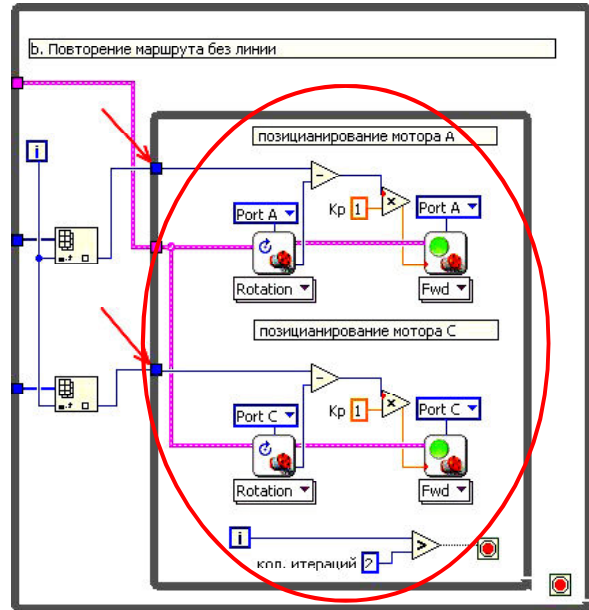 b. Повторение маршрута без линии
позицианирование мотора А
i
Port A
Kp 1
Port A
Rotation
Fwd
позицианирование мотора С
Port C
Kp 1
Port C
Rotation
Fwd
i
кол. итераций 2